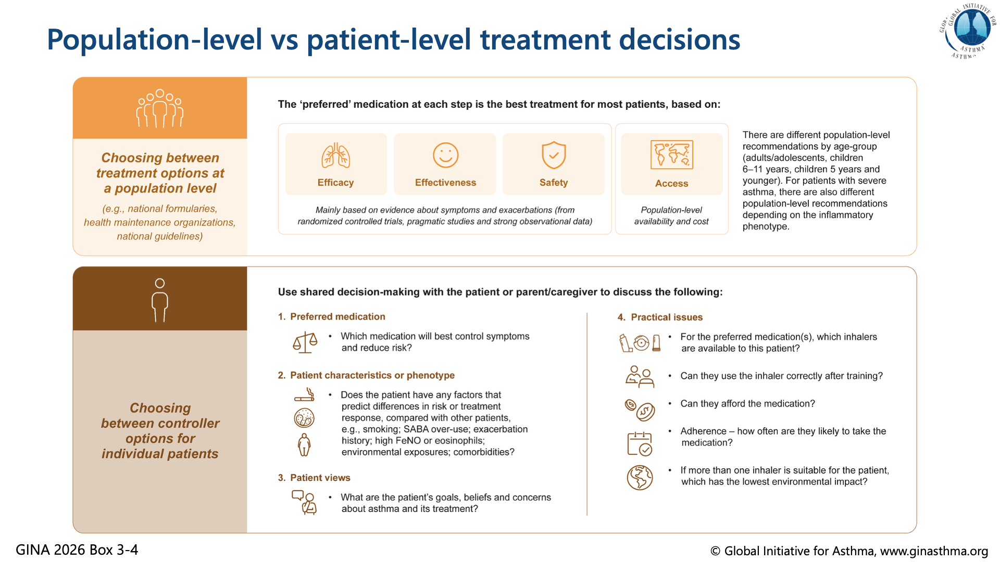 Population-level vs patient-level treatment decisions
GLOBAL INITIATIVE FOR
ASTHMA
Choosing between
treatment options at
a population level
(e.g., national formularies,
health maintenance organizations,
national guidelines)
The ‘preferred’ medication at each step is the best treatment for most patients, based on:
Efficacy
Effectiveness
Safety
Mainly based on evidence about symptoms and exacerbations (from
randomized controlled trials, pragmatic studies and strong observational data)
Access
Population-level
availability and cost
There are different population-level
recommendations by age-group
(adults/adolescents, children
6–11 years, children 5 years and
younger). For patients with severe
asthma, there are also different
population-level recommendations
depending on the inflammatory
phenotype.
Choosing
between controller
options for
individual patients
Use shared decision-making with the patient or parent/caregiver to discuss the following:
1. Preferred medication
• Which medication will best control symptoms
and reduce risk?
2. Patient characteristics or phenotype
• Does the patient have any factors that
predict differences in risk or treatment
response, compared with other patients,
e.g., smoking; SABA over-use; exacerbation
history; high FeNO or eosinophils;
environmental exposures; comorbidities?
3. Patient views
• What are the patient’s goals, beliefs and concerns
about asthma and its treatment?
4. Practical issues
• For the preferred medication(s), which inhalers
are available to this patient?
• Can they use the inhaler correctly after training?
• Can they afford the medication?
• Adherence – how often are they likely to take the
medication?
• If more than one inhaler is suitable for the patient,
which has the lowest environmental impact?
GINA 2026 Box 3-4
© Global Initiative for Asthma, www.ginasthma.org